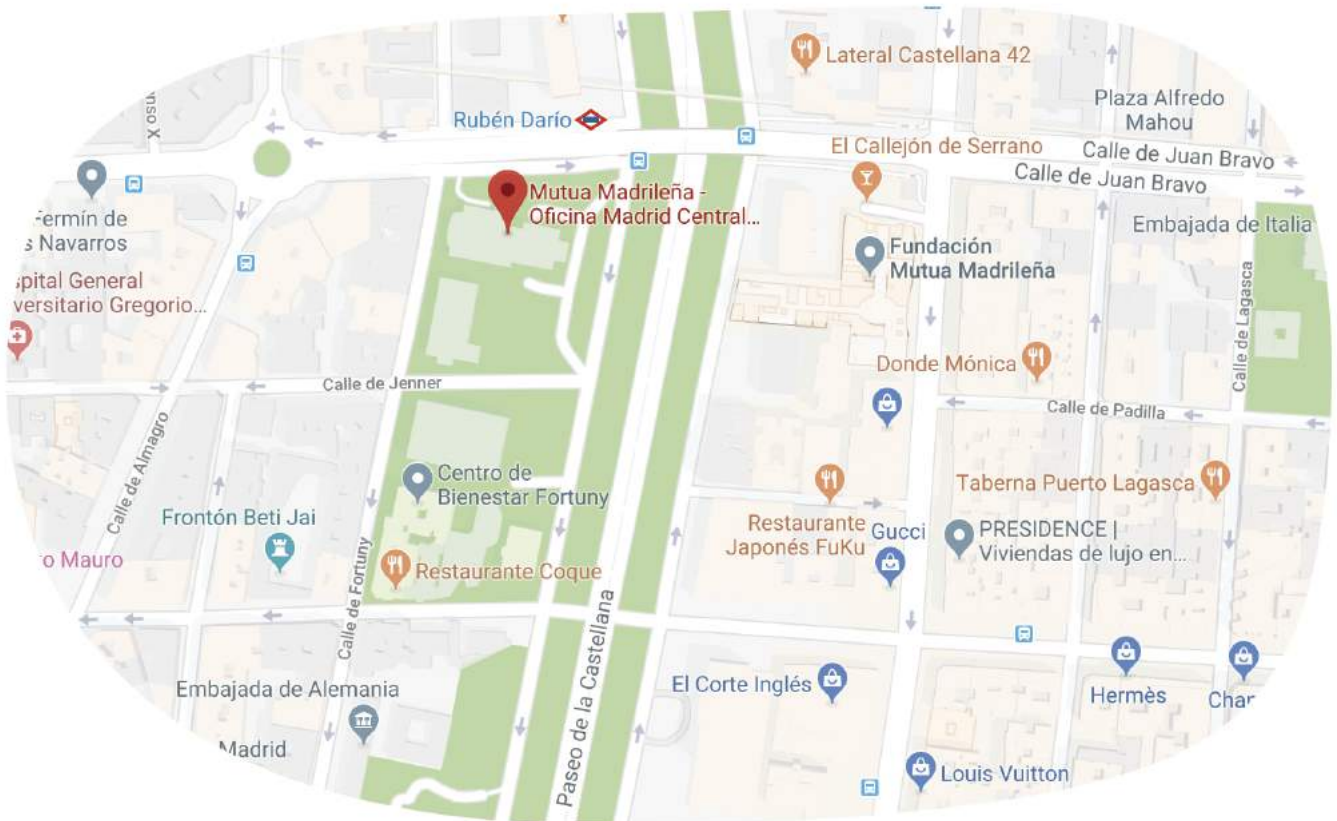 Lateral Castellana 42
Plaza Alfredo
Mahou
Rubén Darío
El Callejón de Serrano
Calle de Juan Bravo
Calle de Juan Bravo
Mutua Madrileña -
Oficina Madrid Central...
Fermín de
s Navarros
Embajada de Italia
Fundación
Mutua Madrileña
spital General
versitario Gregorio...
Calle de Lagasca
Donde Mónica
Calle de Jenner
Calle de Padilla
Calle de Almagro
Centro de
Bienestar Fortuny
Taberna Puerto Lagasca
Frontón Beti Jai
Restaurante
Japonés FuKu
Gucci
PRESIDENCE |
Viviendas de lujo en...
o Mauro
Restaurante Coque
Calle de Fortuny
Paseo de la Castellana
El Corte Inglés
Embajada de Alemania
Hermès
Chan
Madrid
Louis Vuitton